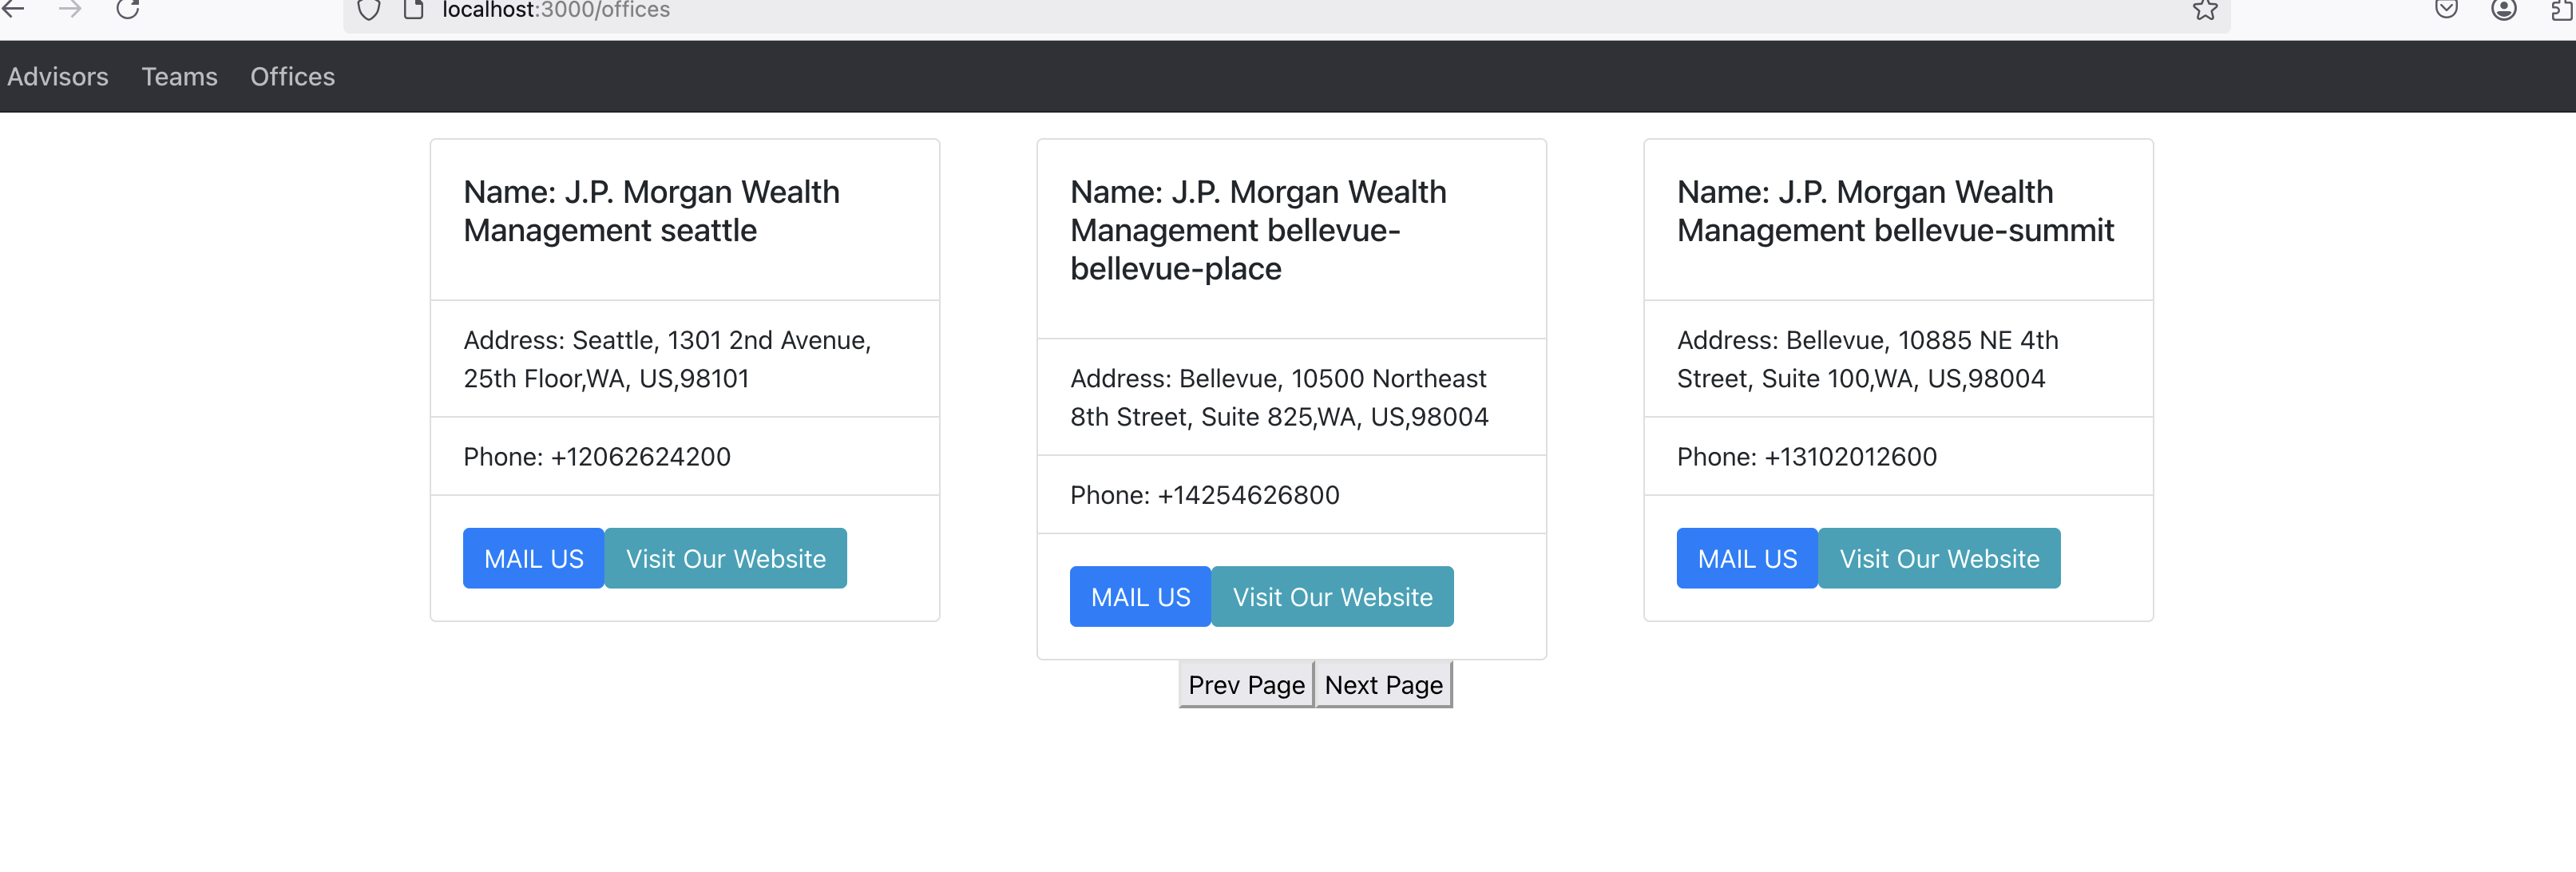 localhost:3000/offices
Advisors Teams Offices
Name: J.P. Morgan Wealth
Management seattle
Address: Seattle, 1301 2nd Avenue,
25th Floor,WA, US,98101
Phone: +12062624200
MAIL US Visit Our Website
Name: J.P. Morgan Wealth
Management bellevue-
bellevue-place
Address: Bellevue, 10500 Northeast
8th Street, Suite 825,WA, US,98004
Phone: +14254626800
MAIL US Visit Our Website
Name: J.P. Morgan Wealth
Management bellevue-summit
Address: Bellevue, 10885 NE 4th
Street, Suite 100,WA, US,98004
Phone: +13102012600
MAIL US Visit Our Website
Prev Page Next Page